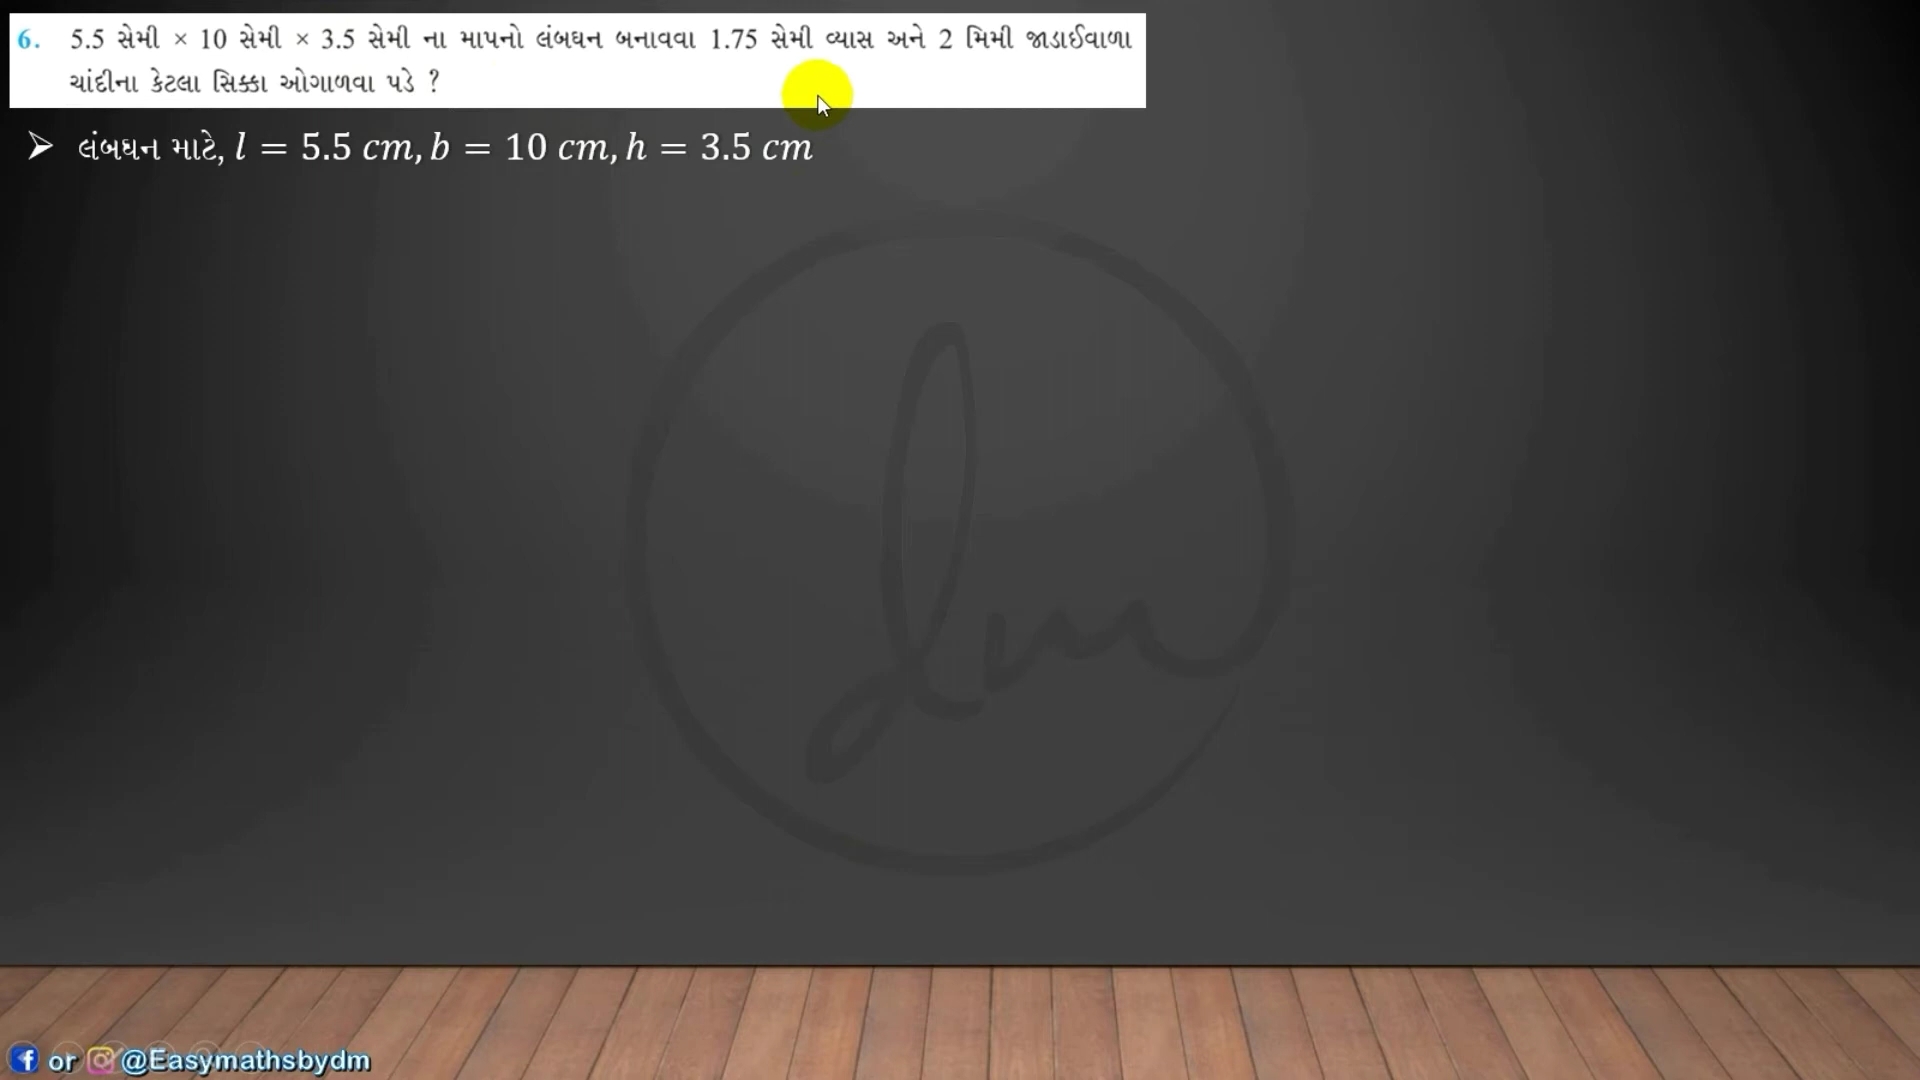 6. 5.5 સેમી × 10 સેમી × 3.5 સેમી ના માપનો લંબઘન બનાવવા 1.75 સેમી વ્યાસ અને 2 મિમી જાડાઈવાળા
ચાંદીના કેટલા સિક્કા ઓગાળવા પડે ?
➢ લંબઘન માટે, l = 5.5 cm, b = 10 cm, h = 3.5 cm
dm
f or @Easymathsbydm